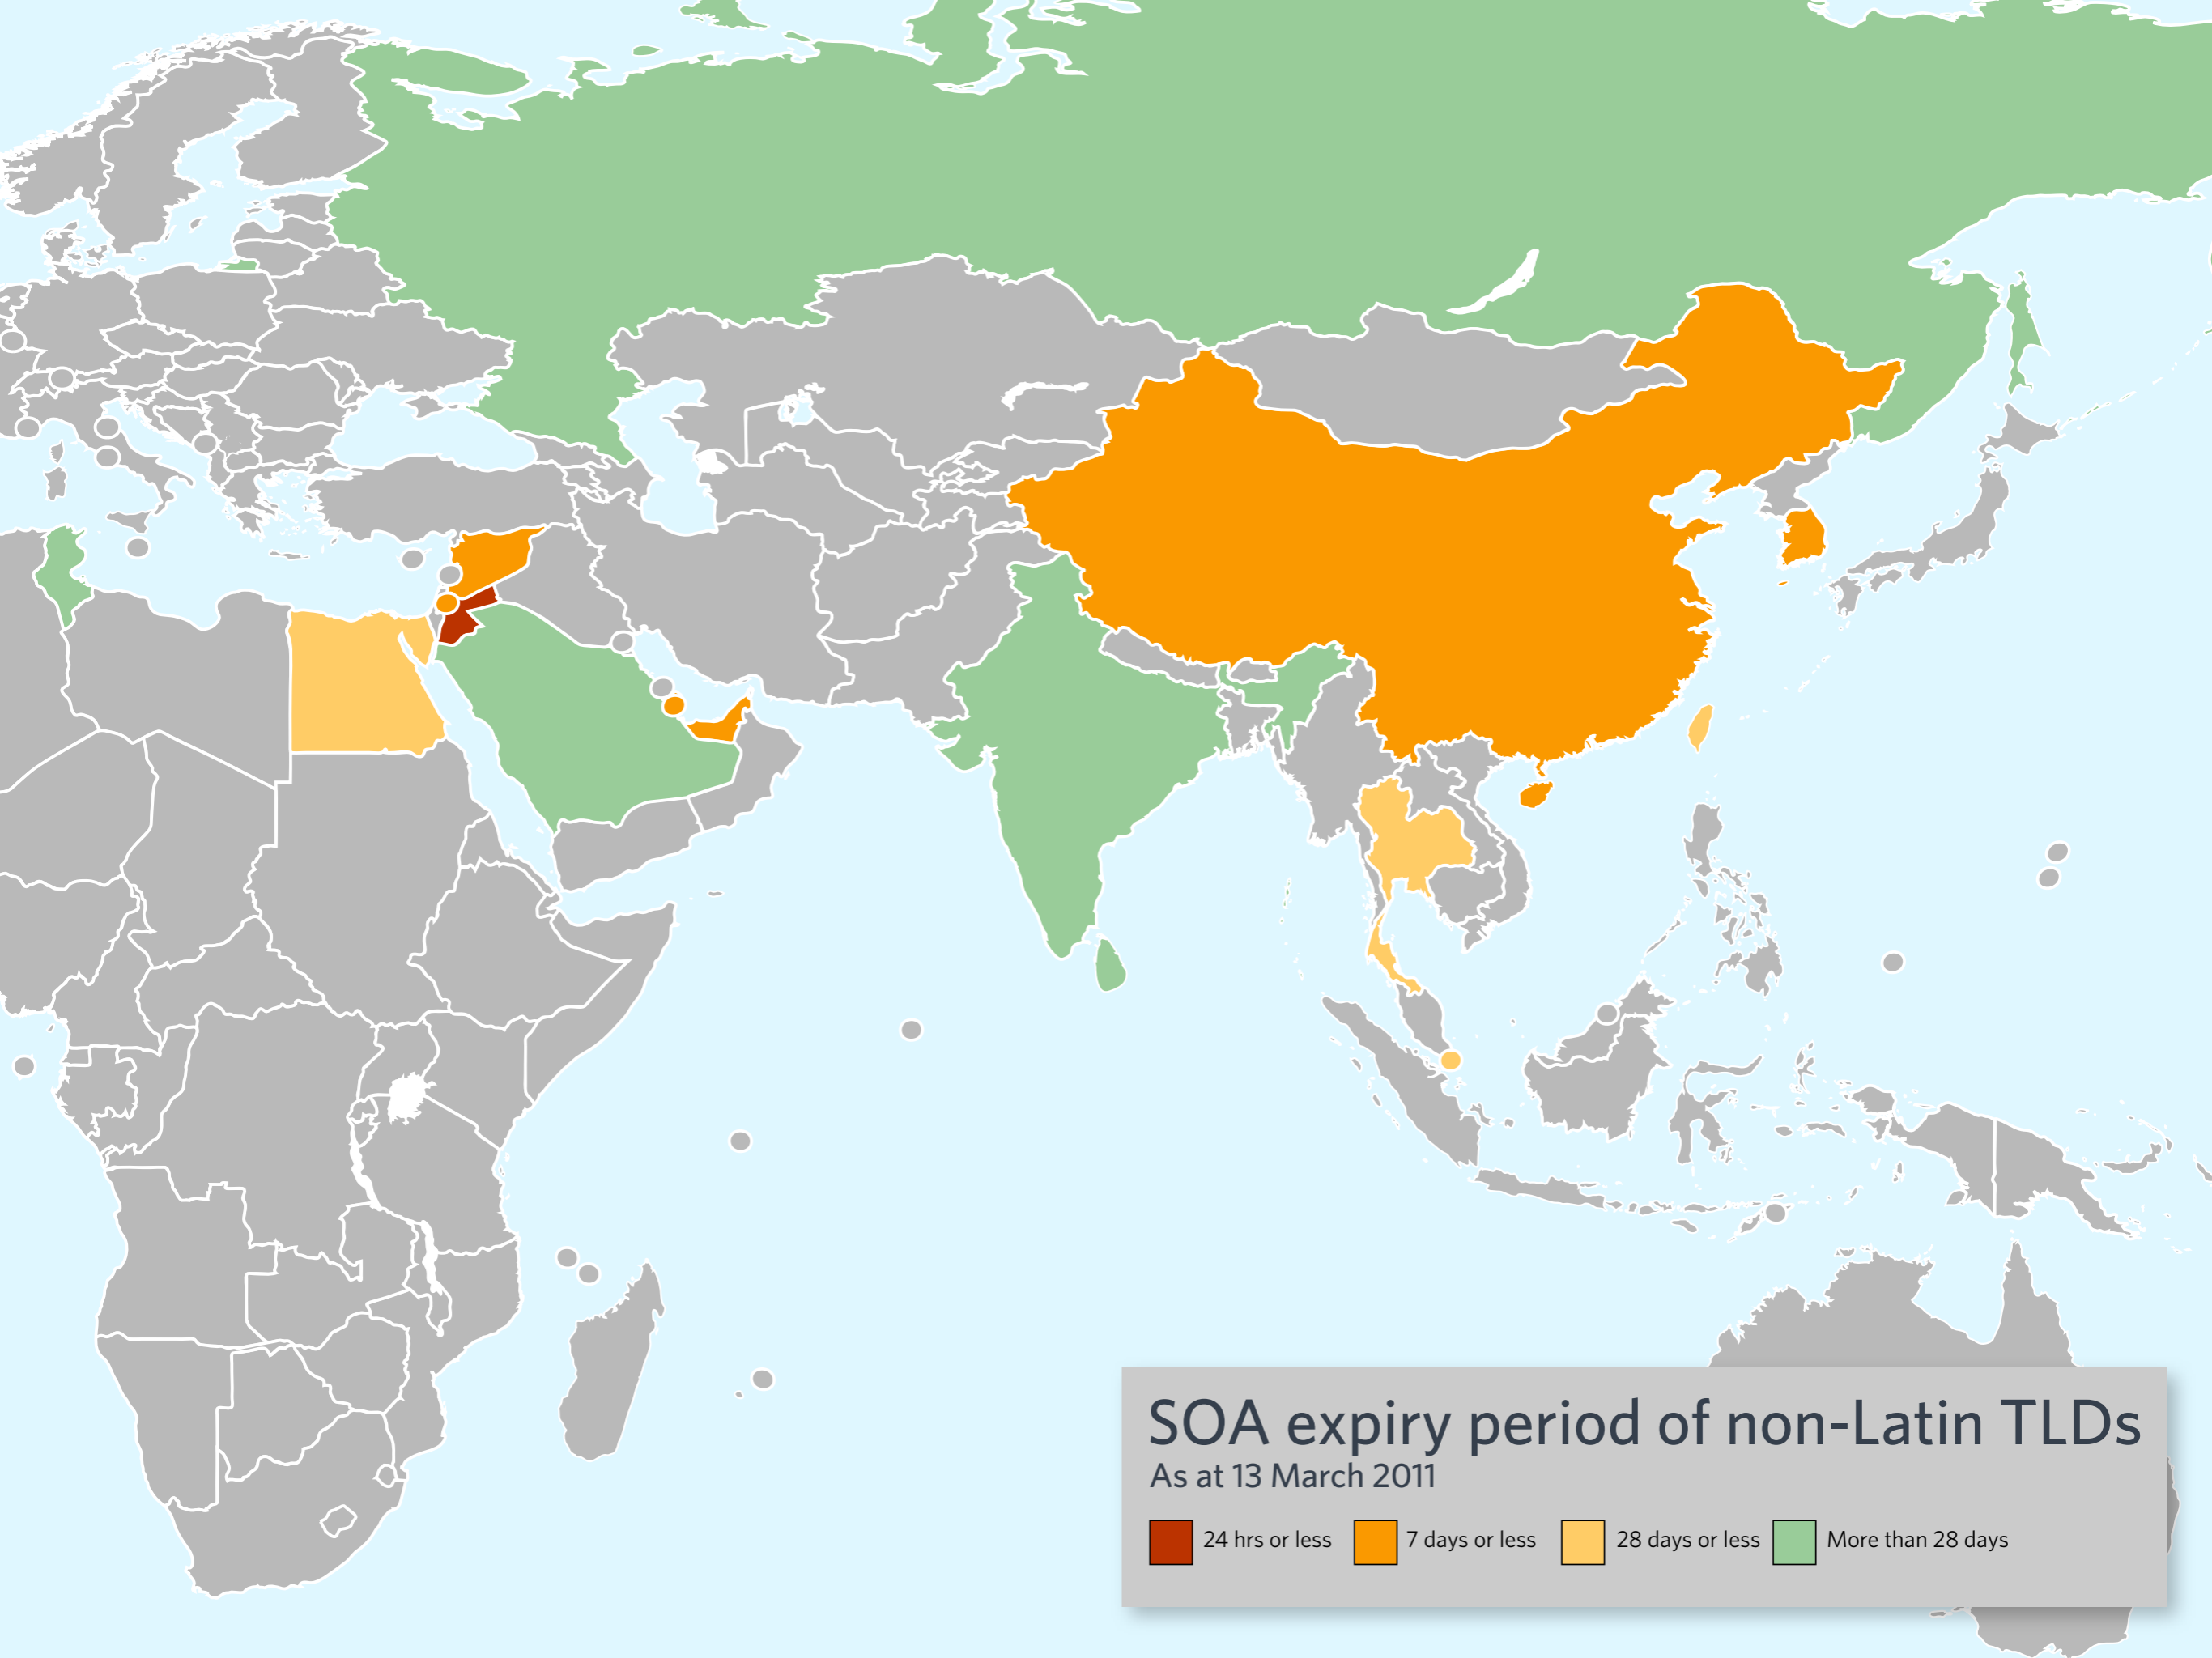 SOA expiry period of non-Latin TLDs
As at 13 March 2011
24 hrs or less 7 days or less 28 days or less More than 28 days